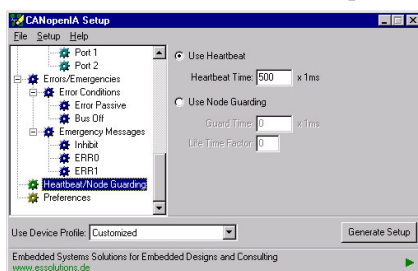 CANopenIA Setup
File Setup Help
Port 1
Port 2
Errors/Emergencies
Error Conditions
Error Passive
Bus Off
Emergency Messages
Inhibit
ERR0
ERR1
Heartbeat/Node Guarding
Preferences
Use Heartbeat
Heartbeat Time: 500 x 1ms
Use Node Guarding
Guard Time: 0 x 1ms
Life Time Factor: 0
Use Device Profile: Customized
Generate Setup
Embedded Systems Solutions for Embedded Designs and Consulting
www.essolutions.de